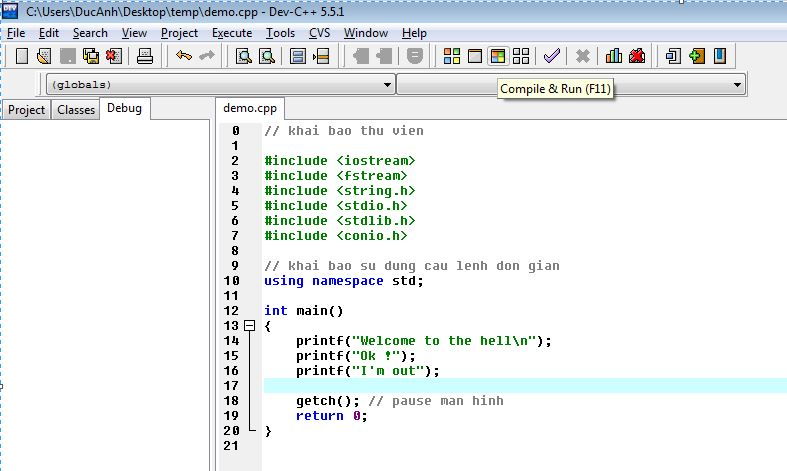 C:\Users\DucAnh\Desktop\temp\demo.cpp - Dev-C++ 5.5.1
File Edit Search View Project Execute Tools CVS Window Help
(globals)
Compile & Run (F11)
Project Classes Debug demo.cpp
0 // khai bao thu vien
1
2 #include <iostream>
3 #include <fstream>
4 #include <string.h>
5 #include <stdio.h>
6 #include <stdlib.h>
7 #include <conio.h>
8
9 // khai bao su dung cau lenh don gian
10 using namespace std;
11
12 int main()
13 {
14 printf("Welcome to the hell\n");
15 printf("Ok !");
16 printf("I'm out");
17
18 getch(); // pause man hinh
19 return 0;
20 }
21